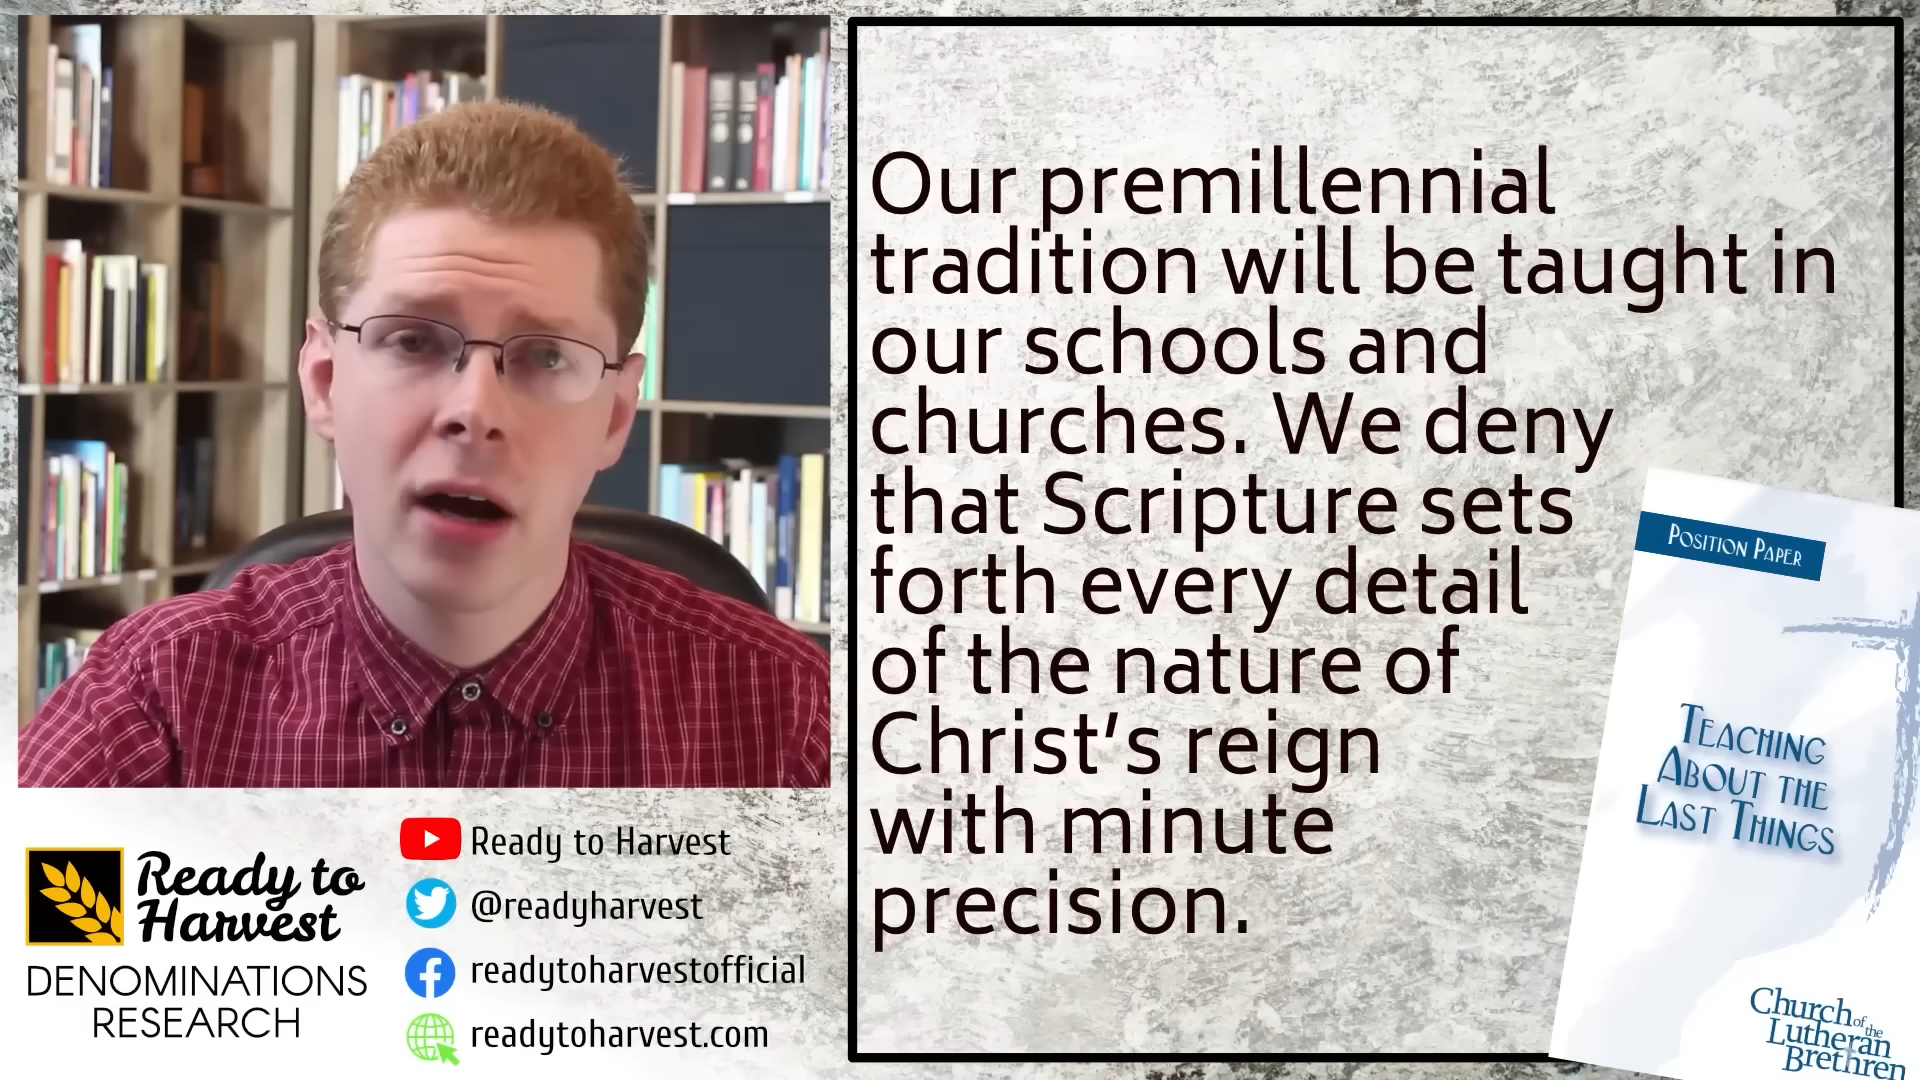 Our premillennial
tradition will be taught in
our schools and
churches. We deny
that Scripture sets
forth every detail
of the nature of
Christ's reign
with minute
precision.
POSITION PAPER
TEACHING
ABOUT THE
LAST THINGS
Church of the
Lutheran
Brethren
Ready to
Harvest
DENOMINATIONS
RESEARCH
Ready to Harvest
@readyharvest
readytoharvestofficial
readytoharvest.com